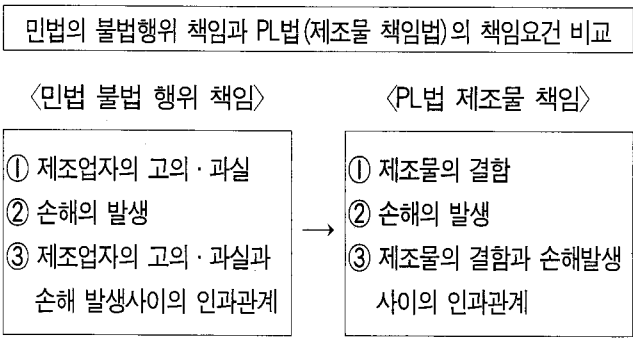 민법의 불법행위 책임과 PL법(제조물 책임법)의 책임요건 비교
〈민법 불법 행위 책임〉
① 제조업자의 고의·과실
② 손해의 발생
③ 제조업자의 고의·과실과
손해 발생사이의 인과관계
→
〈PL법 제조물 책임〉
① 제조물의 결함
② 손해의 발생
③ 제조물의 결함과 손해발생
사이의 인과관계